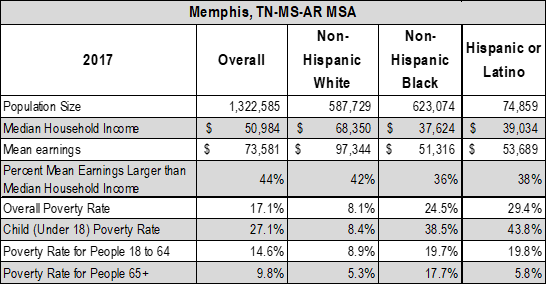 Memphis, TN-MS-AR MSA
2017 Overall Non-Hispanic White Non-Hispanic Black Hispanic or Latino
Population Size 1,322,585 587,729 623,074 74,859
Median Household Income $ 50,984 $ 68,350 $ 37,624 $ 39,034
Mean earnings $ 73,581 $ 97,344 $ 51,316 $ 53,689
Percent Mean Earnings Larger than Median Household Income 44% 42% 36% 38%
Overall Poverty Rate 17.1% 8.1% 24.5% 29.4%
Child (Under 18) Poverty Rate 27.1% 8.4% 38.5% 43.8%
Poverty Rate for People 18 to 64 14.6% 8.9% 19.7% 19.8%
Poverty Rate for People 65+ 9.8% 5.3% 17.7% 5.8%